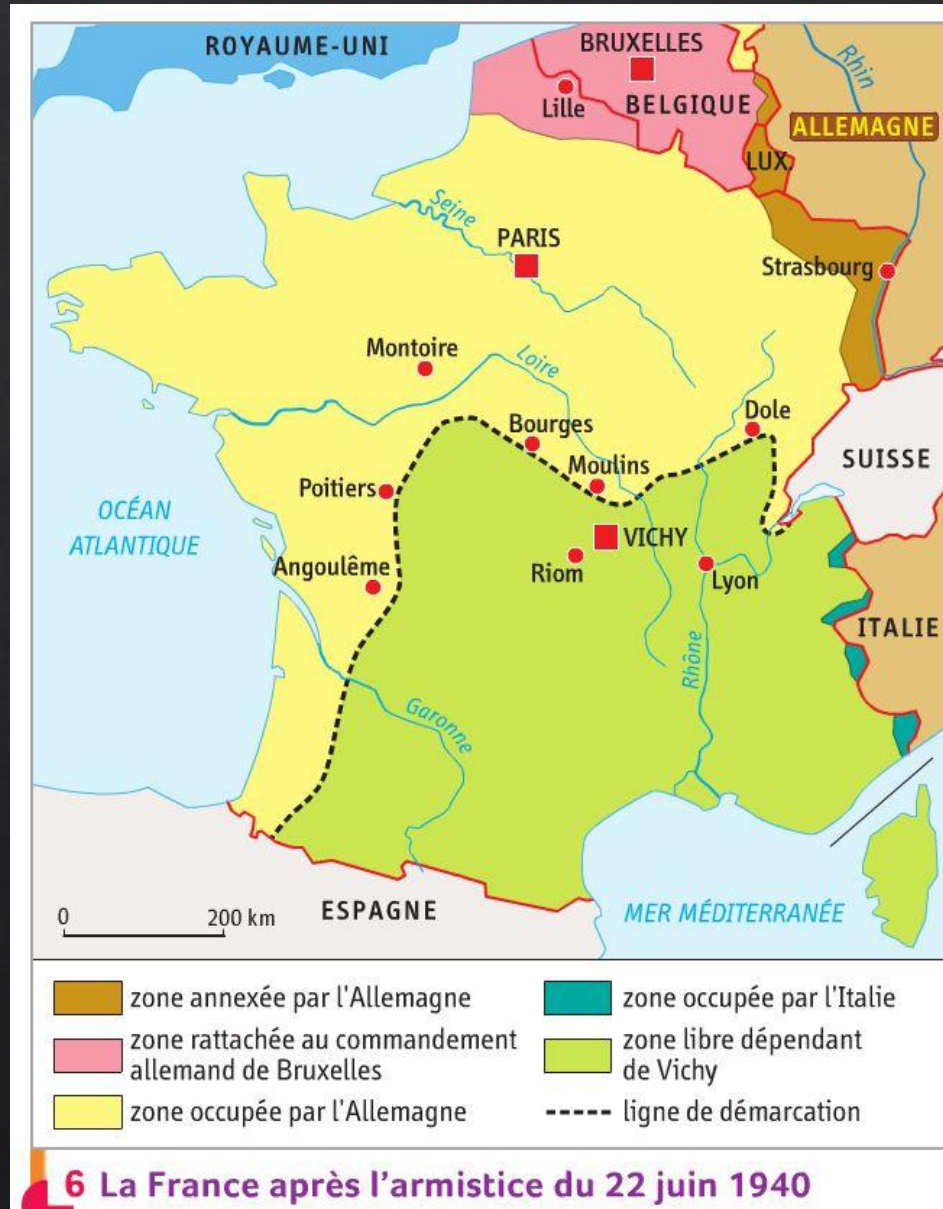 ROYAUME-UNI
BRUXELLES
Rhin
Lille
BELGIQUE
ALLEMAGNE
LUX.
Seine
PARIS
Strasbourg
Montoire
Loire
Bourges
Dole
Moulins
SUISSE
Poitiers
OCÉAN
ATLANTIQUE
VICHY
Riom
Lyon
Angoulême
ITALIE
Rhône
Garonne
0 200 km
ESPAGNE
MER MÉDITERRANÉE
zone annexée par l'Allemagne
zone rattachée au commandement
allemand de Bruxelles
zone occupée par l'Allemagne
zone occupée par l'Italie
zone libre dépendant
de Vichy
ligne de démarcation
6 La France après l'armistice du 22 juin 1940